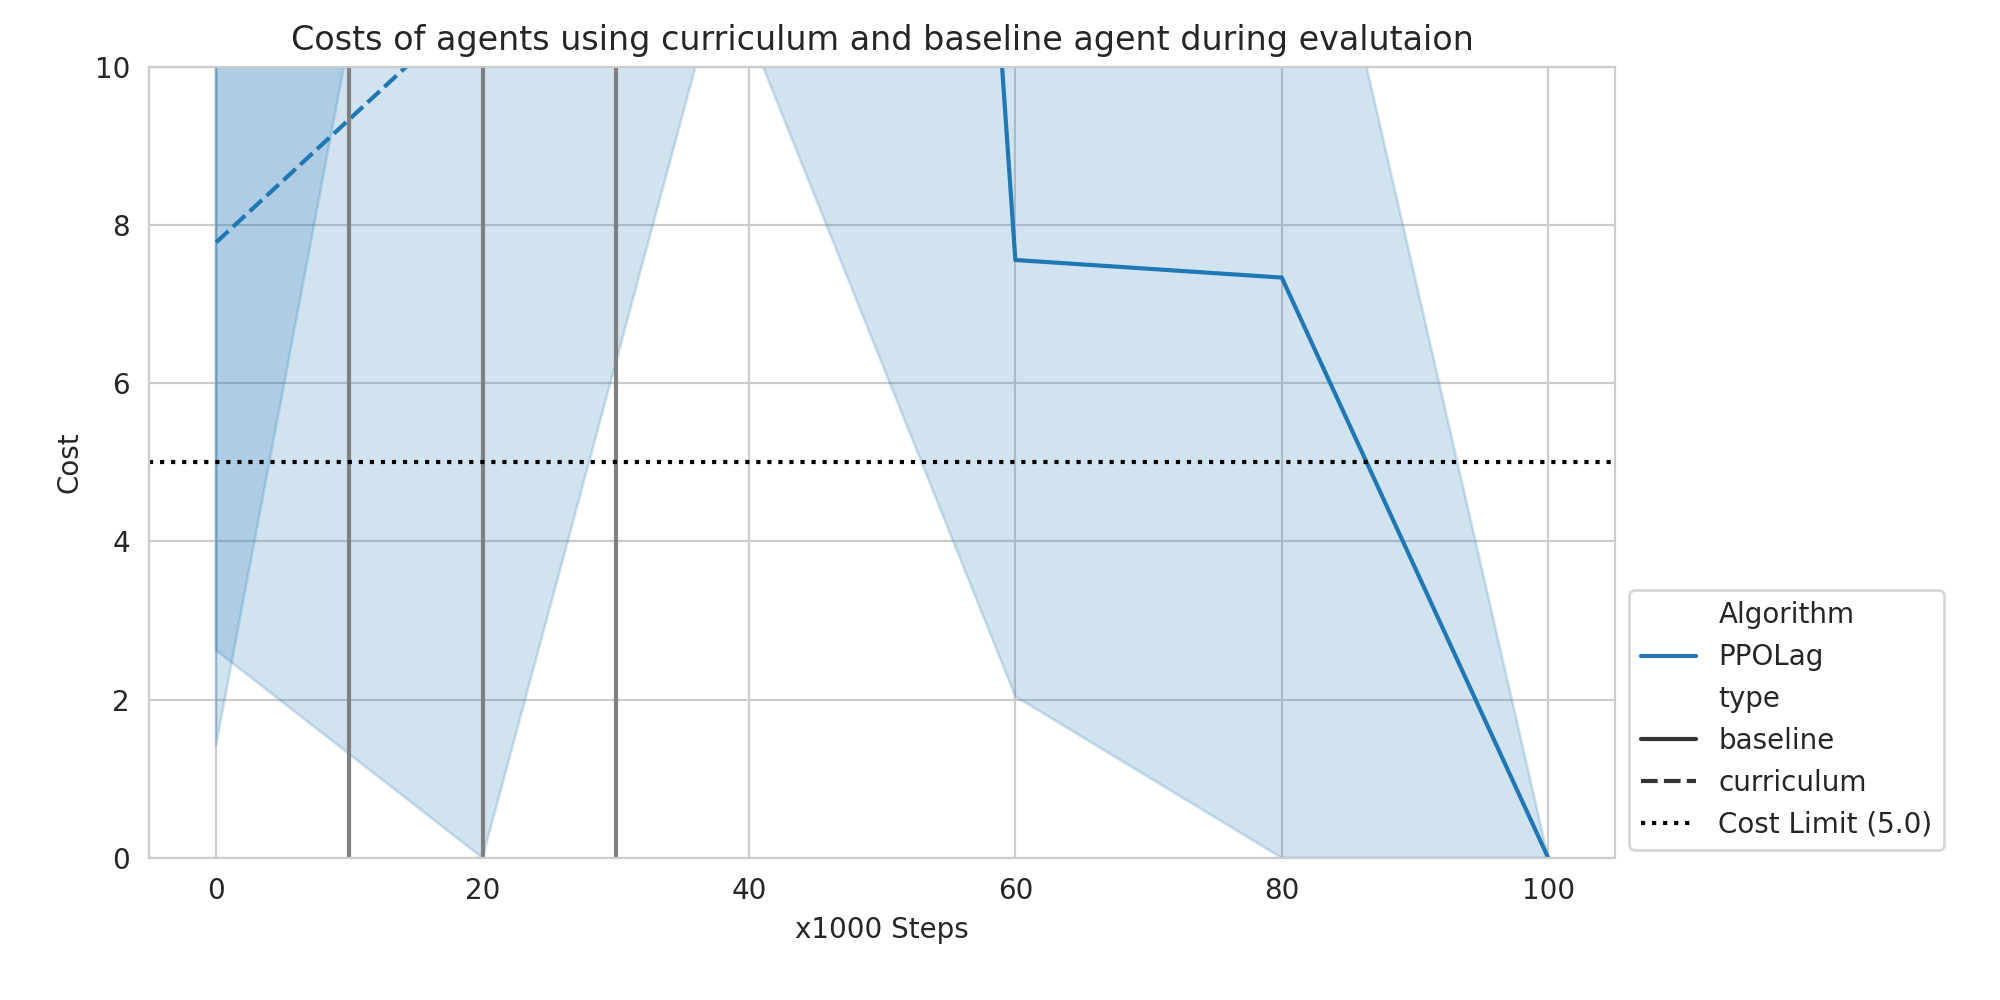 Costs of agents using curriculum and baseline agent during evalutaion
10
8
6
4
2
0
Cost
0 20 40 60 80 100
x1000 Steps
Algorithm
PPOLag
type
baseline
curriculum
Cost Limit (5.0)